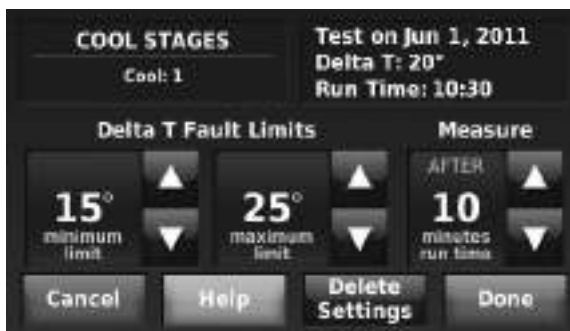 COOL STAGES
Cool: 1
Test on Jun 1, 2011
Delta T: 20°
Run Time: 10:30
Delta T Fault Limits
Measure
15°
minimum
limit
25°
maximum
limit
AFTER
10
minutes
run time
Cancel
Help
Delete
Settings
Done